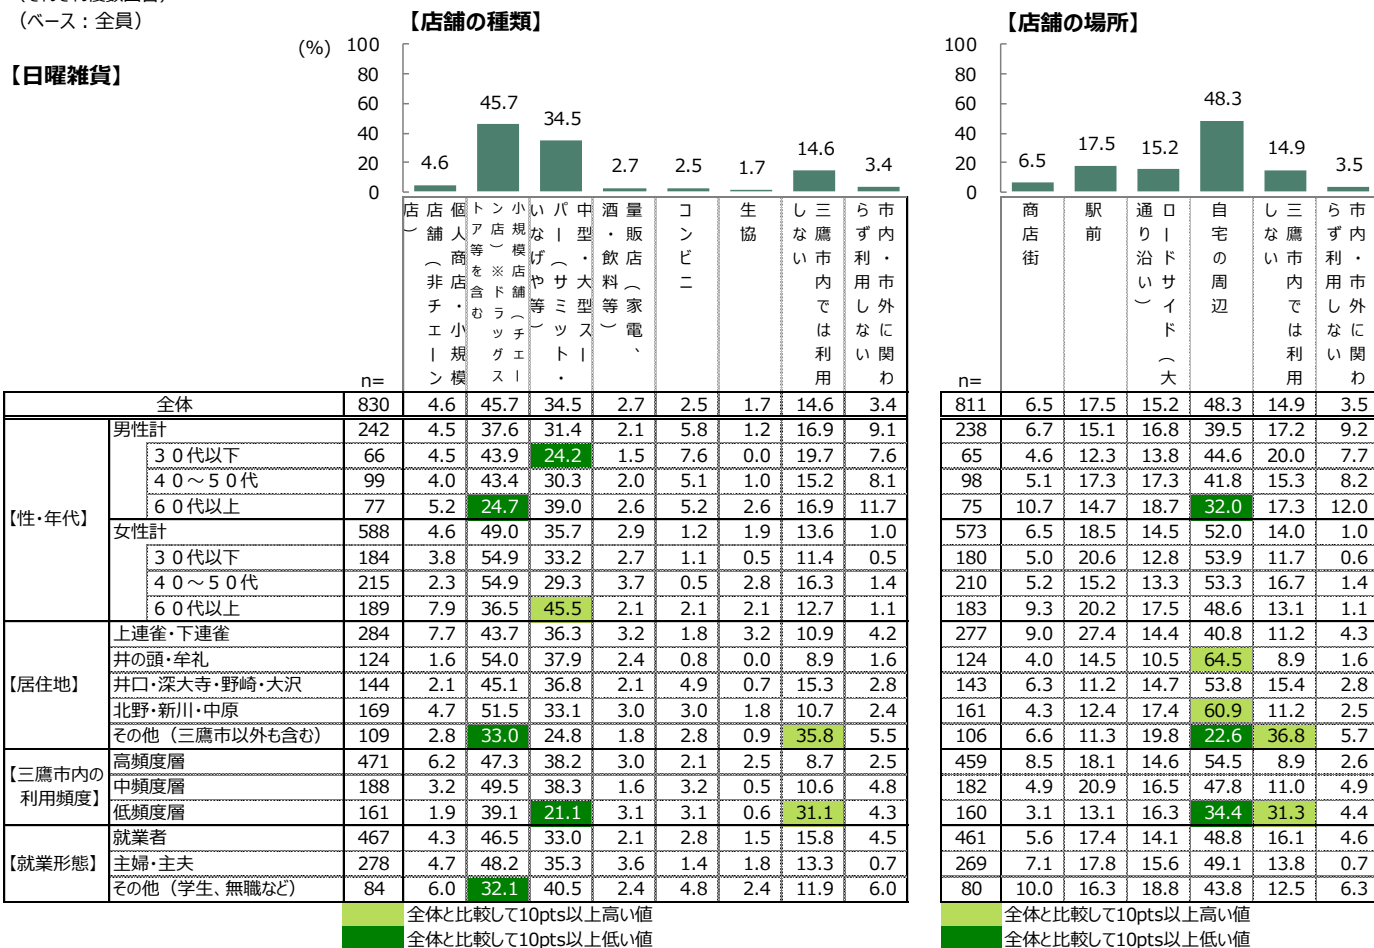 （ベース：全員）
【日曜雑貨】
【店舗の種類】
(%)
100
80
60
40
20
0
4.6 45.7 34.5 2.7 2.5 1.7 14.6 3.4
個人商店・小規模店舗（非チェーン店）
小規模店舗（チェーン店）※ドラッグストア等を含む
中型・大型スーパー（サミット・いなげや等）
量販店（家電、酒・飲料等）
コンビニ
生協
三鷹市内では利用しない
市内・市外に関わらず利用しない
【店舗の場所】
100
80
60
40
20
0
6.5 17.5 15.2 48.3 14.9 3.5
商店街
駅前
ロードサイド（大通り沿い）
自宅の周辺
三鷹市内では利用しない
市内・市外に関わらず利用しない
n= n=
全体 830 4.6 45.7 34.5 2.7 2.5 1.7 14.6 3.4 811 6.5 17.5 15.2 48.3 14.9 3.5
【性・年代】
男性計 242 4.5 37.6 31.4 2.1 5.8 1.2 16.9 9.1 238 6.7 15.1 16.8 39.5 17.2 9.2
３０代以下 66 4.5 43.9 24.2 1.5 7.6 0.0 19.7 7.6 65 4.6 12.3 13.8 44.6 20.0 7.7
４０～５０代 99 4.0 43.4 30.3 2.0 5.1 1.0 15.2 8.1 98 5.1 17.3 17.3 41.8 15.3 8.2
６０代以上 77 5.2 24.7 39.0 2.6 5.2 2.6 16.9 11.7 75 10.7 14.7 18.7 32.0 17.3 12.0
女性計 588 4.6 49.0 35.7 2.9 1.2 1.9 13.6 1.0 573 6.5 18.5 14.5 52.0 14.0 1.0
３０代以下 184 3.8 54.9 33.2 2.7 1.1 0.5 11.4 0.5 180 5.0 20.6 12.8 53.9 11.7 0.6
４０～５０代 215 2.3 54.9 29.3 3.7 0.5 2.8 16.3 1.4 210 5.2 15.2 13.3 53.3 16.7 1.4
６０代以上 189 7.9 36.5 45.5 2.1 2.1 2.1 12.7 1.1 183 9.3 20.2 17.5 48.6 13.1 1.1
【居住地】
上連雀・下連雀 284 7.7 43.7 36.3 3.2 1.8 3.2 10.9 4.2 277 9.0 27.4 14.4 40.8 11.2 4.3
井の頭・牟礼 124 1.6 54.0 37.9 2.4 0.8 0.0 8.9 1.6 124 4.0 14.5 10.5 64.5 8.9 1.6
井口・深大寺・野崎・大沢 144 2.1 45.1 36.8 2.1 4.9 0.7 15.3 2.8 143 6.3 11.2 14.7 53.8 15.4 2.8
北野・新川・中原 169 4.7 51.5 33.1 3.0 3.0 1.8 10.7 2.4 161 4.3 12.4 17.4 60.9 11.2 2.5
その他（三鷹市以外も含む） 109 2.8 33.0 24.8 1.8 2.8 0.9 35.8 5.5 106 6.6 11.3 19.8 22.6 36.8 5.7
【三鷹市内の
利用頻度】
高頻度層 471 6.2 47.3 38.2 3.0 2.1 2.5 8.7 2.5 459 8.5 18.1 14.6 54.5 8.9 2.6
中頻度層 188 3.2 49.5 38.3 1.6 3.2 0.5 10.6 4.8 182 4.9 20.9 16.5 47.8 11.0 4.9
低頻度層 161 1.9 39.1 21.1 3.1 3.1 0.6 31.1 4.3 160 3.1 13.1 16.3 34.4 31.3 4.4
【就業形態】
就業者 467 4.3 46.5 33.0 2.1 2.8 1.5 15.8 4.5 461 5.6 17.4 14.1 48.8 16.1 4.6
主婦・主夫 278 4.7 48.2 35.3 3.6 1.4 1.8 13.3 0.7 269 7.1 17.8 15.6 49.1 13.8 0.7
その他（学生、無職など） 84 6.0 32.1 40.5 2.4 4.8 2.4 11.9 6.0 80 10.0 16.3 18.8 43.8 12.5 6.3
全体と比較して10pts以上高い値
全体と比較して10pts以上低い値
全体と比較して10pts以上高い値
全体と比較して10pts以上低い値